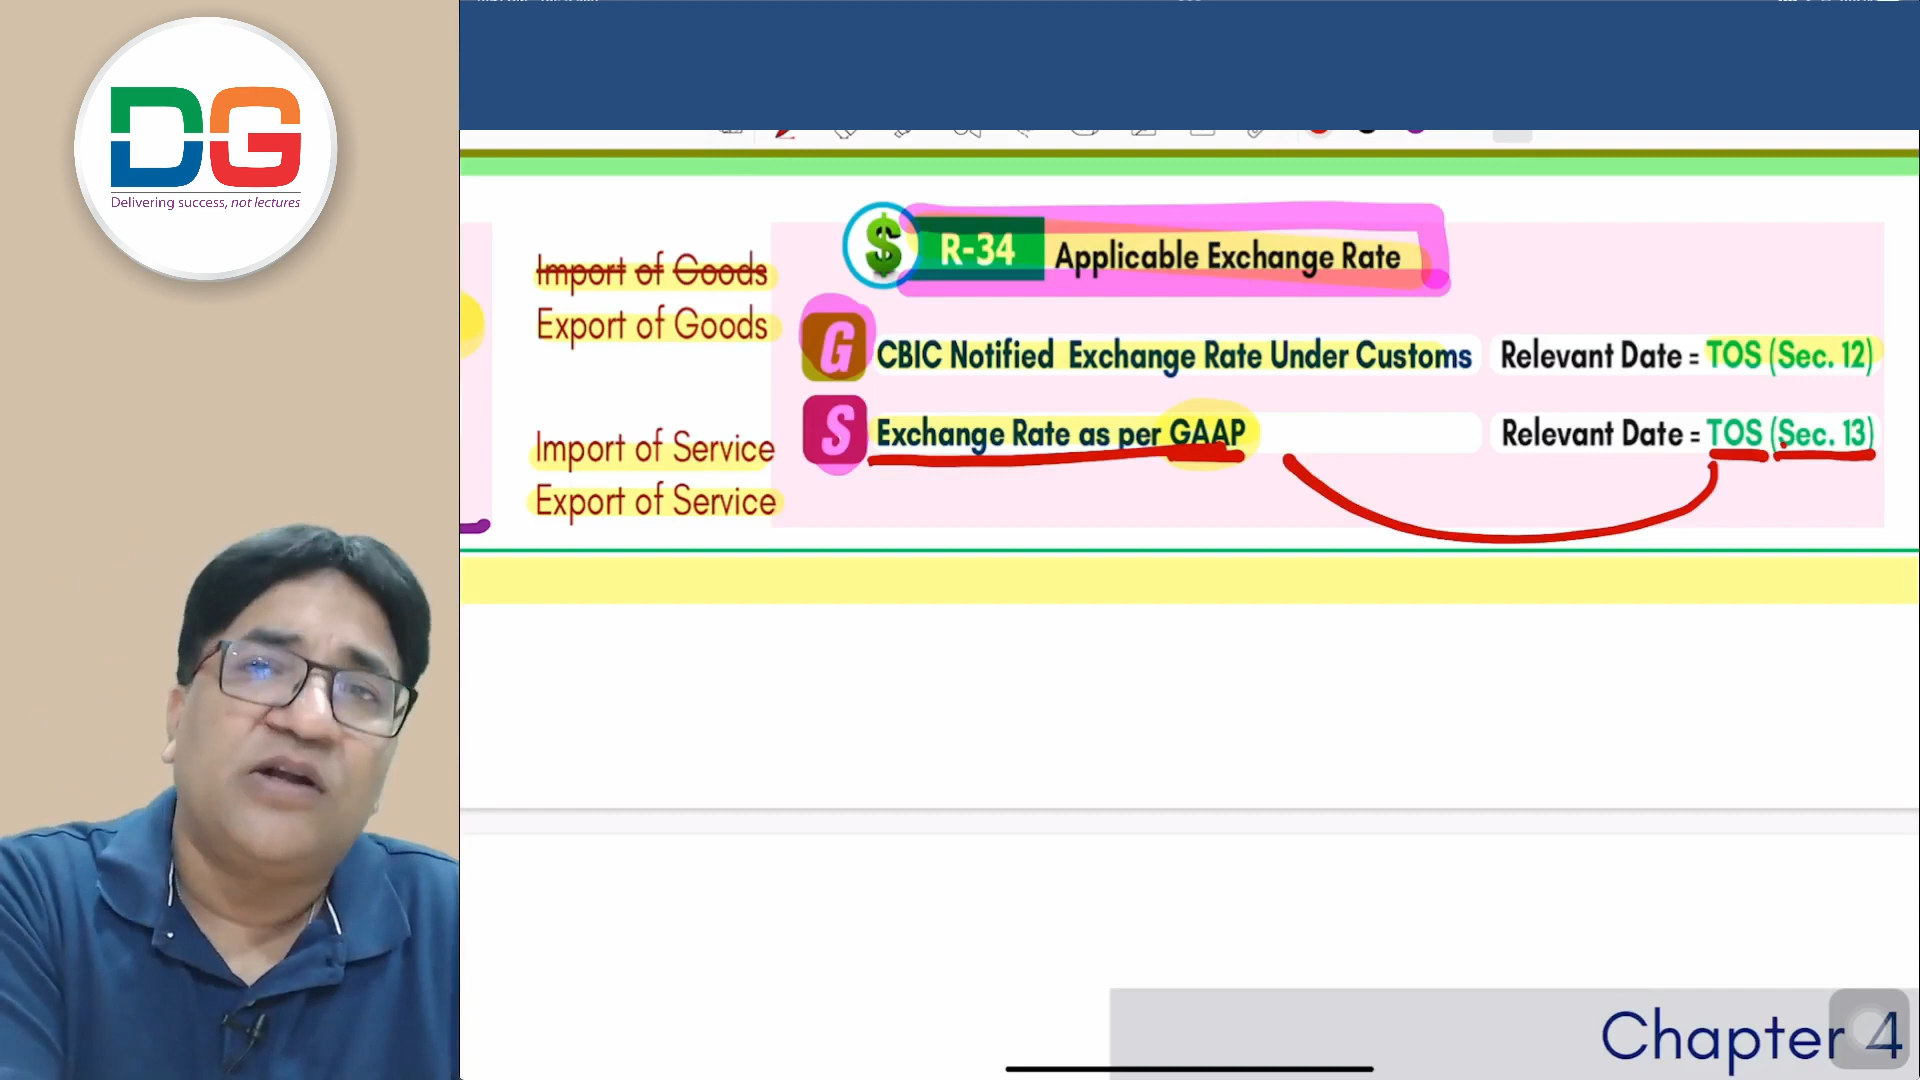 DG
Delivering success, not lectures
$ R-34 Applicable Exchange Rate
Import of Goods
Export of Goods
G CBIC Notified Exchange Rate Under Customs Relevant Date = TOS (Sec. 12)
S Exchange Rate as per GAAP Relevant Date = TOS (Sec. 13)
Import of Service
Export of Service
Chapter 4